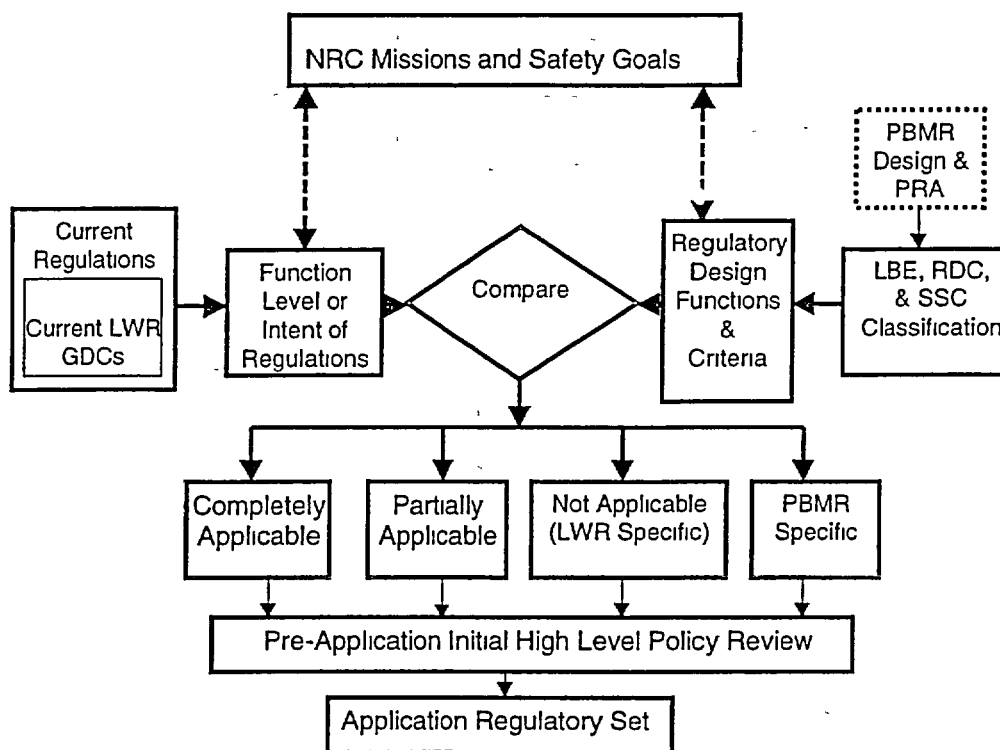 NRC Missions and Safety Goals
PBMR
Design &
PRA
Current
Regulations
Current LWR
GDCs
Function
Level or
Intent of
Regulations
Compare
Regulatory
Design
Functions
&
Criteria
LBE, RDC,
& SSC
Classification
Completely
Applicable
Partially
Applicable
Not Applicable
(LWR Specific)
PBMR
Specific
Pre-Application Initial High Level Policy Review
Application Regulatory Set